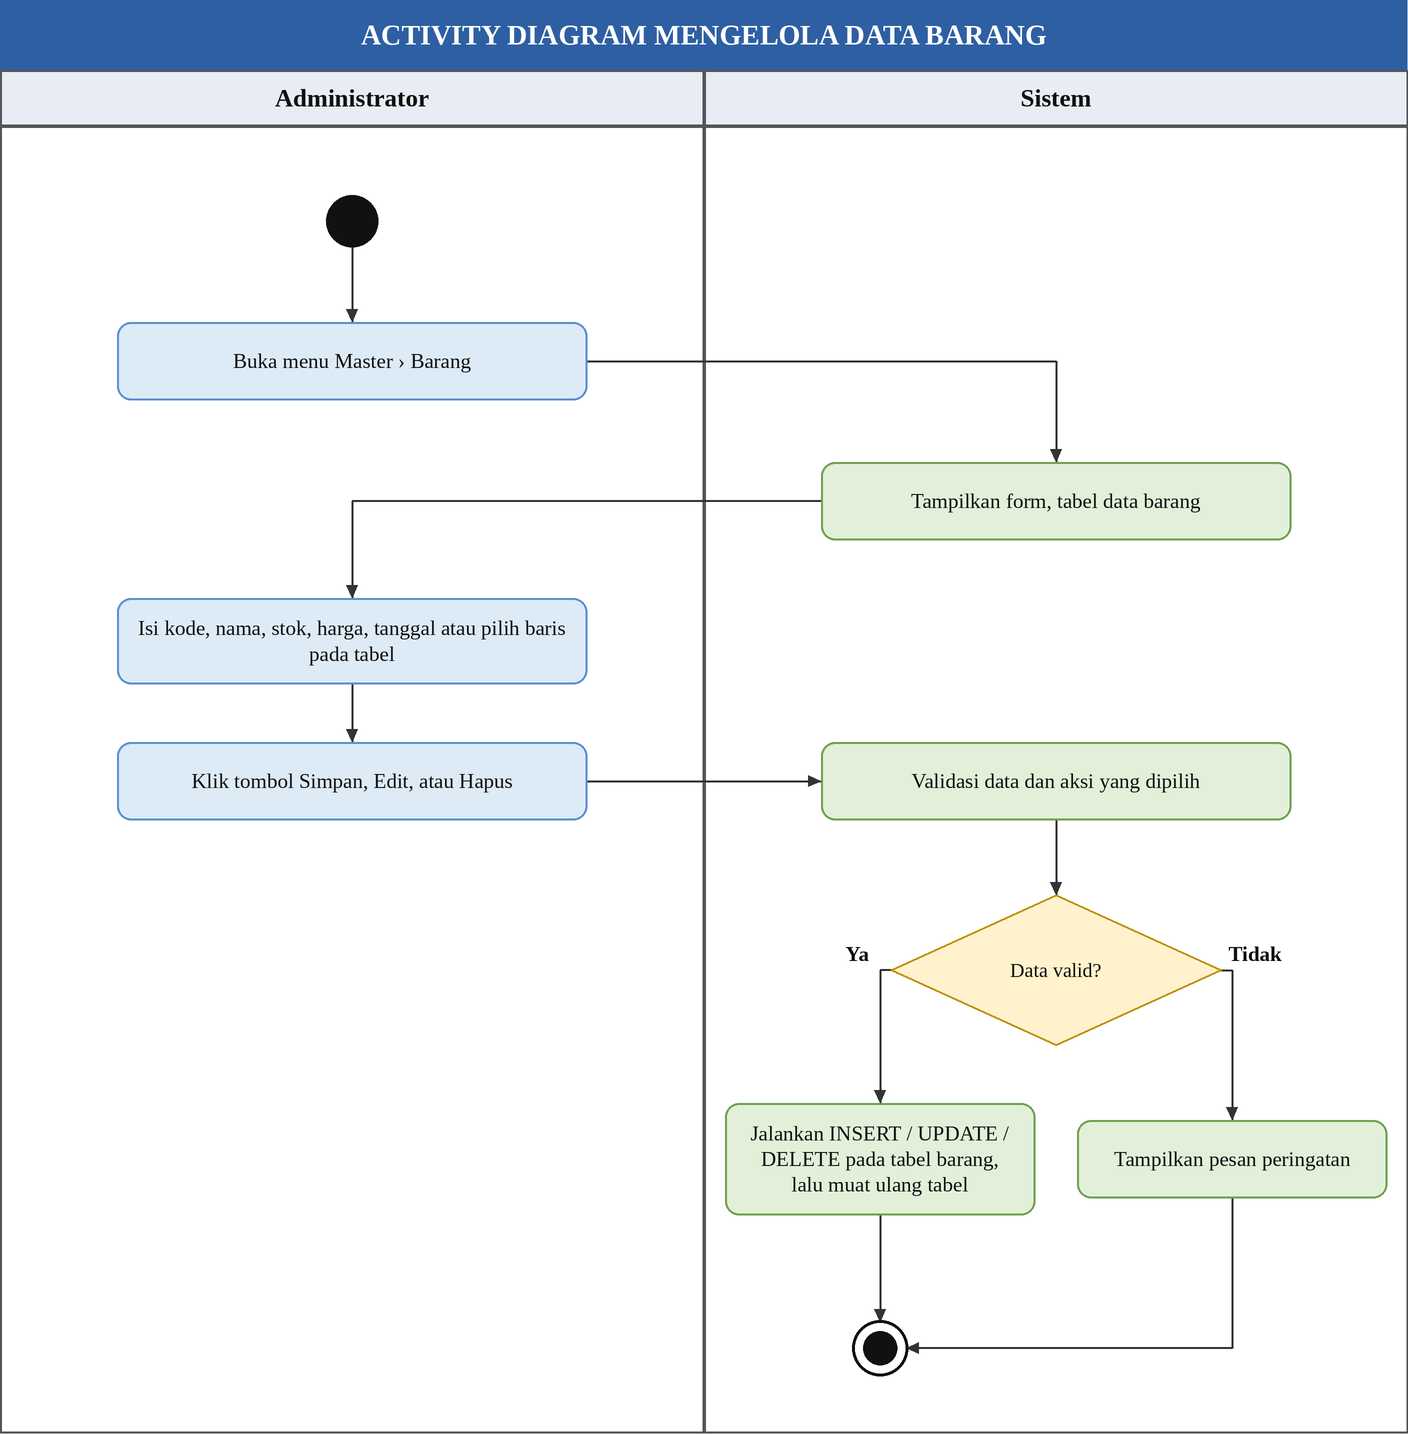 ACTIVITY DIAGRAM MENGELOLA DATA BARANG
Administrator
Sistem
Buka menu Master › Barang
Tampilkan form, tabel data barang
Isi kode, nama, stok, harga, tanggal atau pilih baris
pada tabel
Klik tombol Simpan, Edit, atau Hapus
Validasi data dan aksi yang dipilih
Ya
Tidak
Data valid?
Jalankan INSERT / UPDATE /
DELETE pada tabel barang,
lalu muat ulang tabel
Tampilkan pesan peringatan